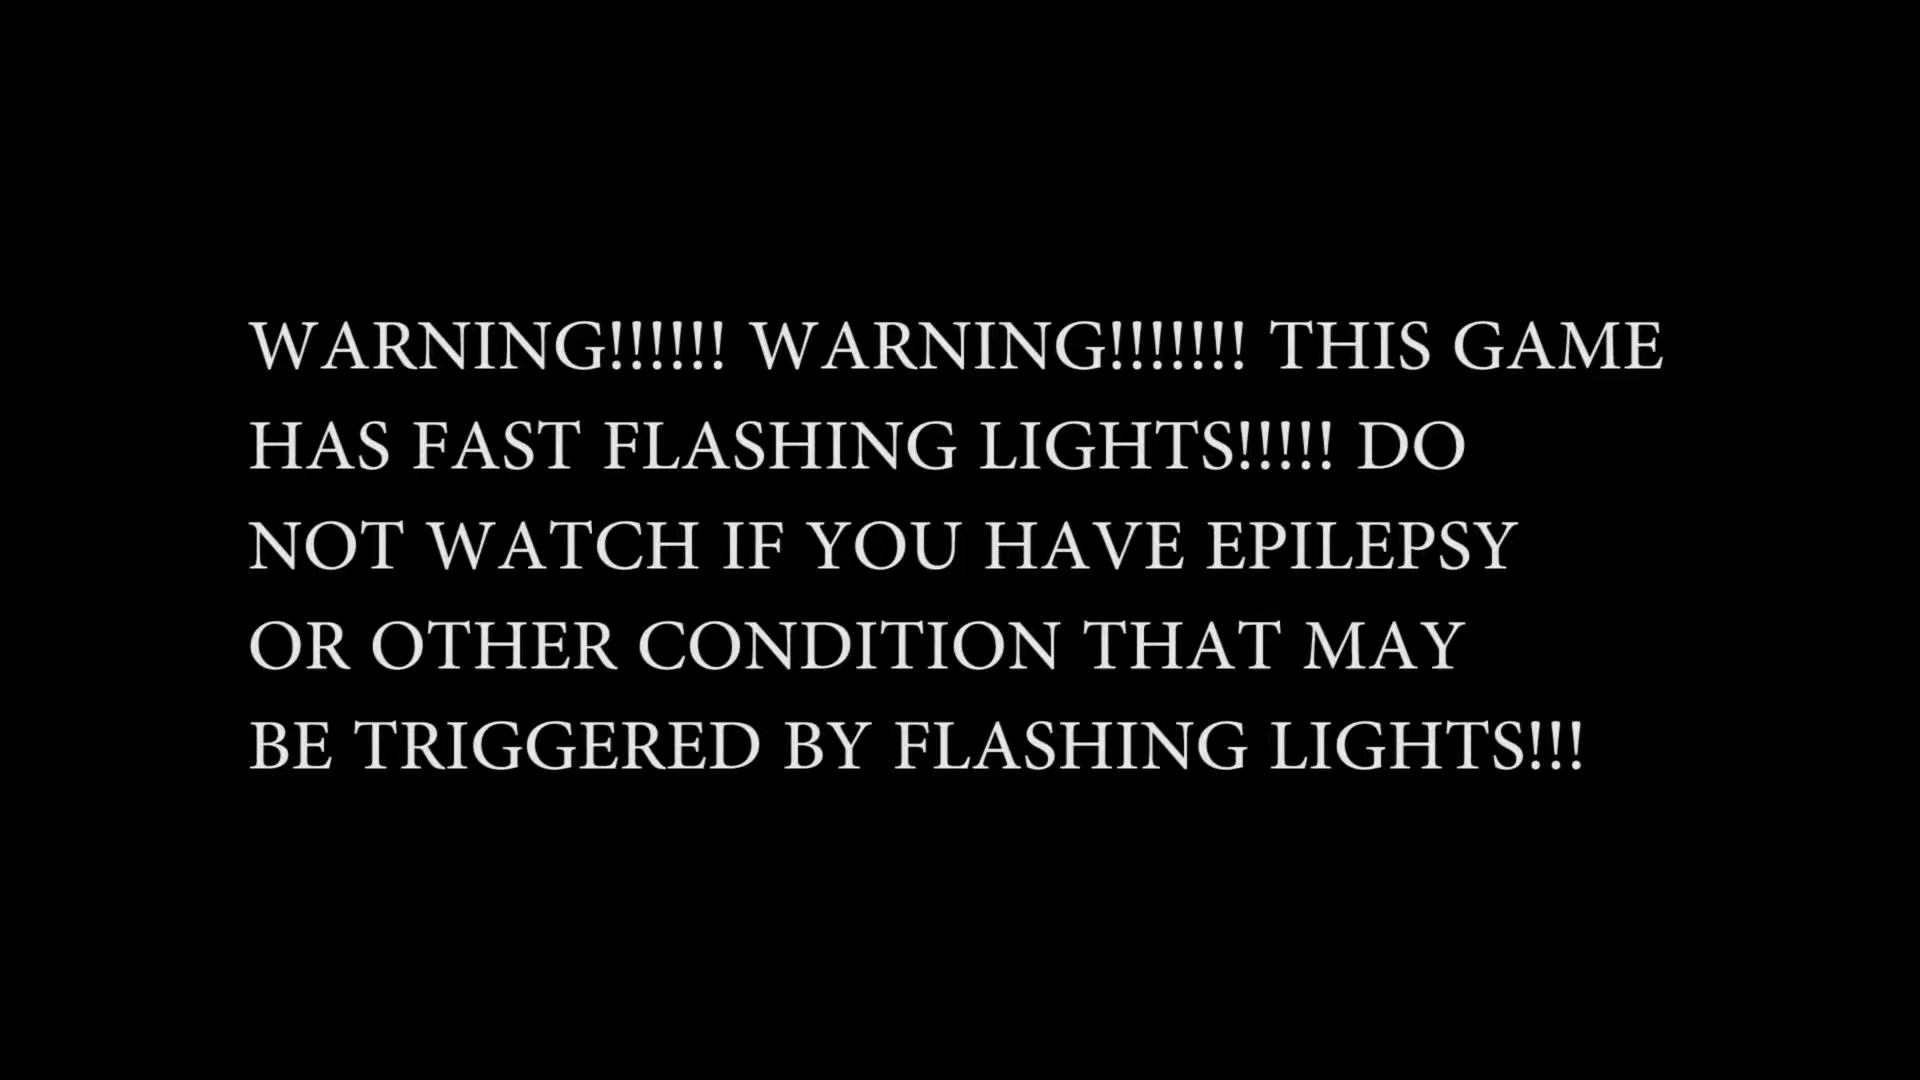 WARNING!!!!!! WARNING!!!!!!! THIS GAME
HAS FAST FLASHING LIGHTS!!!!! DO
NOT WATCH IF YOU HAVE EPILEPSY
OR OTHER CONDITION THAT MAY
BE TRIGGERED BY FLASHING LIGHTS!!!